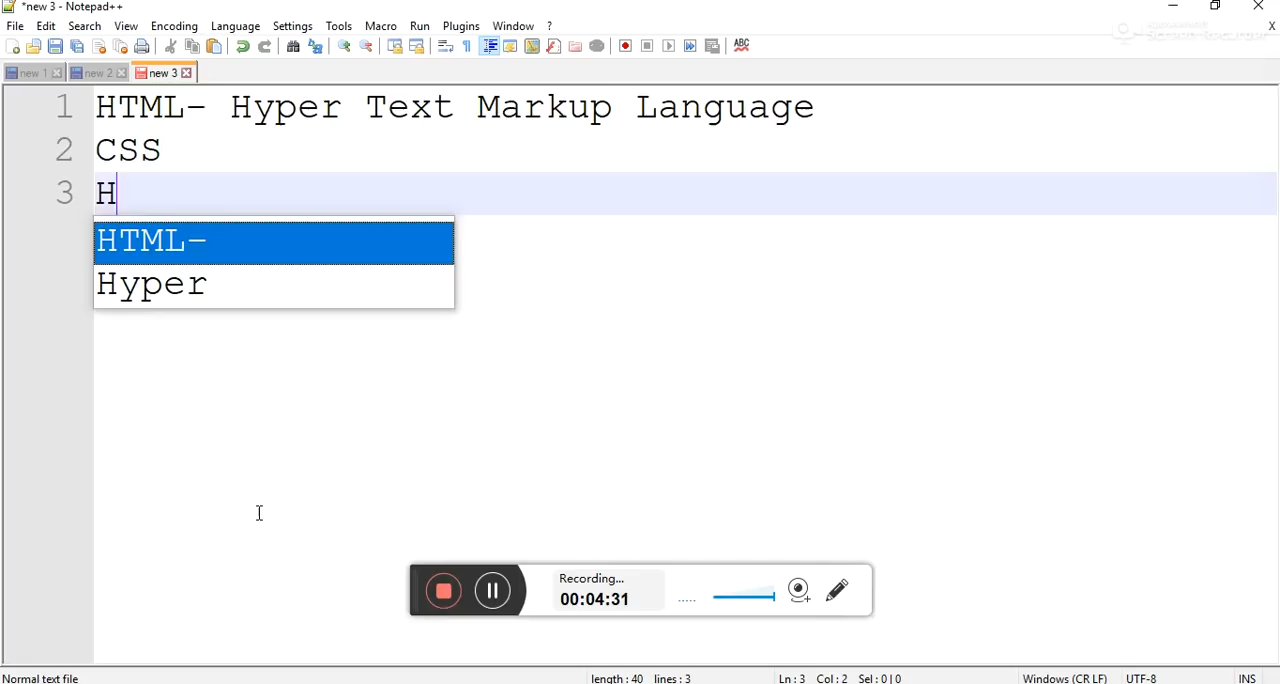 *new 3 - Notepad++
File Edit Search View Encoding Language Settings Tools Macro Run Plugins Window ? X
ABC
new 1 new 2 new 3
1 HTML- Hyper Text Markup Language
2 CSS
3 H
HTML-
Hyper
Recording...
00:04:31
Normal text file length : 40 lines : 3 Ln : 3 Col : 2 Sel : 0 | 0 Windows (CR LF) UTF-8 INS